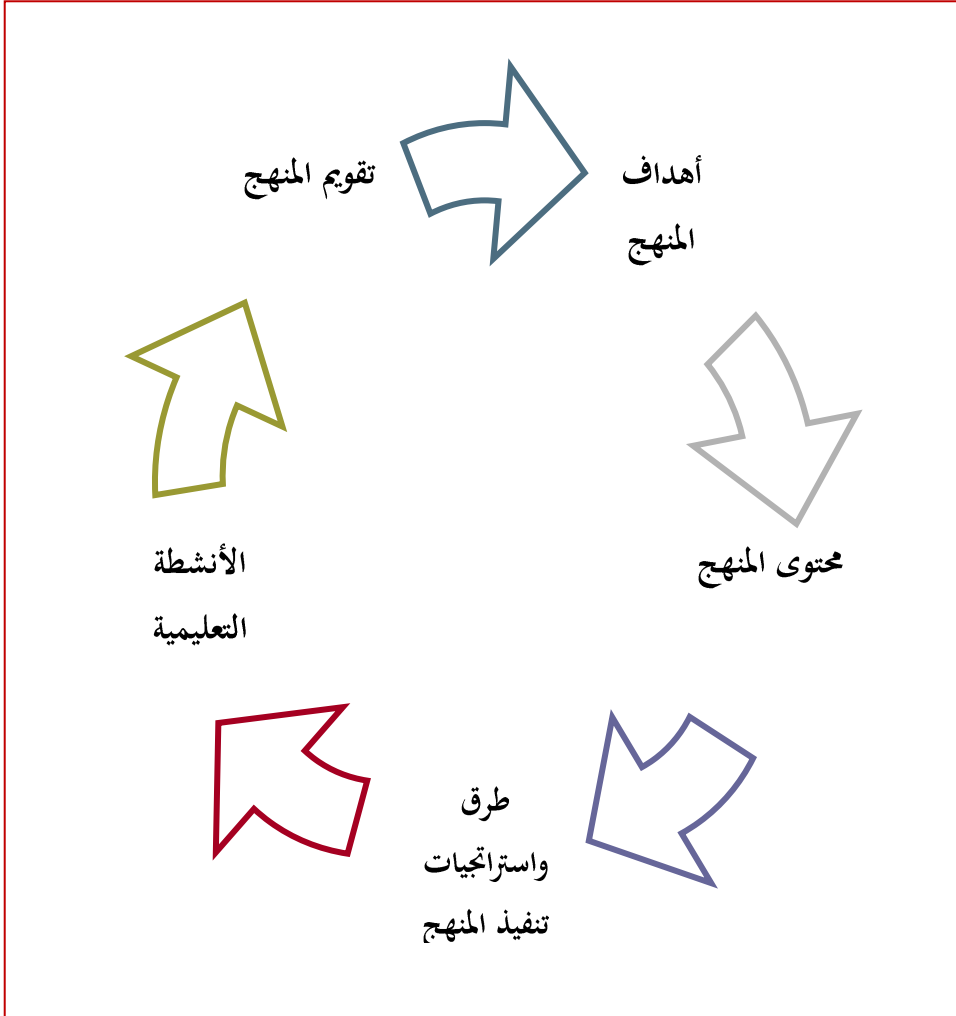 تقويم المنهج
أهداف
المنهج
محتوى المنهج
طرق
واستراتجيات
تنفيذ المنهج
الأنشطة
التعليمية